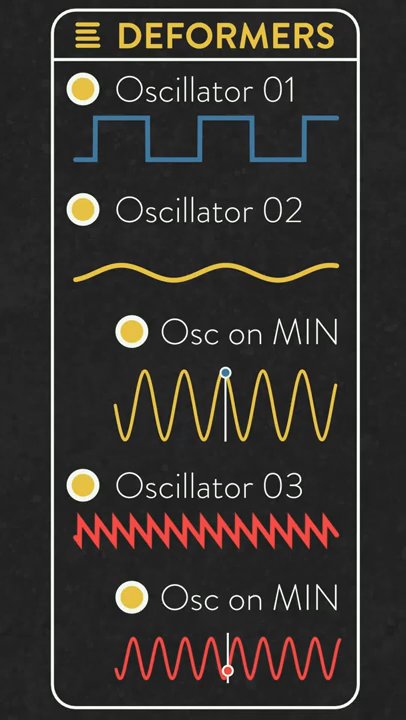 DEFORMERS
Oscillator 01
Oscillator 02
Osc on MIN
Oscillator 03
Osc on MIN